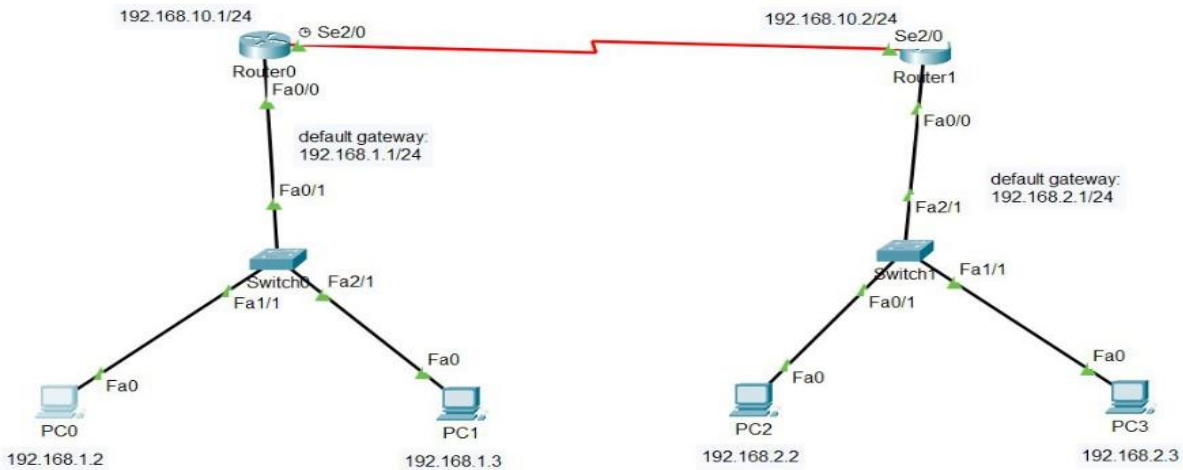 192.168.10.1/24
192.168.10.2/24
Se2/0
Se2/0
Router0
Router1
Fa0/0
Fa0/0
default gateway:
192.168.1.1/24
default gateway:
192.168.2.1/24
Fa0/1
Fa2/1
Switch0
Fa2/1
Switch1
Fa1/1
Fa1/1
Fa0/1
Fa0
Fa0
Fa0
Fa0
PC0
PC1
PC2
PC3
192.168.1.2
192.168.1.3
192.168.2.2
192.168.2.3